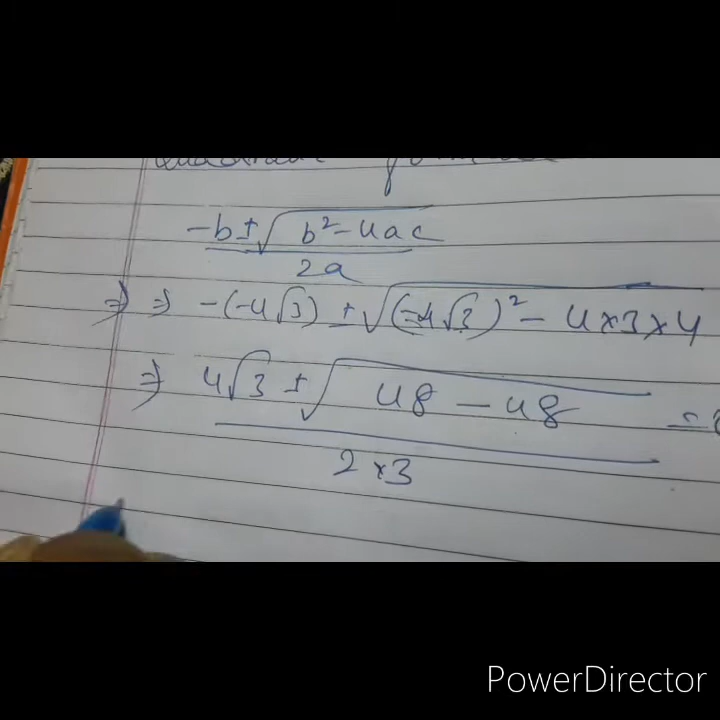 -b ± √ b² - 4ac
2a
⇒ ⇒ -(-4√3) ± √(-4√3)² - 4×3×4
⇒ 4√3 ± √ 48 - 48 =
2×3
PowerDirector